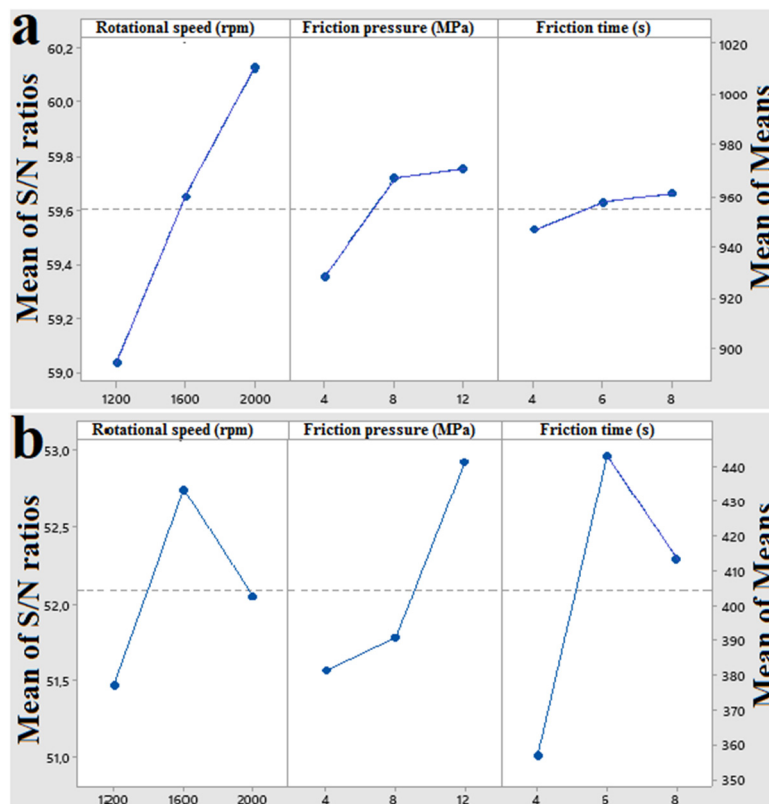 a
Rotational speed (rpm) Friction pressure (MPa) Friction time (s)
Mean of S/N ratios
60,2
60,0
59,8
59,6
59,4
59,2
59,0
1020
1000
980
960
940
920
900
Mean of Means
1200 1600 2000 4 8 12 4 6 8
b
Rotational speed (rpm) Friction pressure (MPa) Friction time (s)
Mean of S/N ratios
53,0
52,5
52,0
51,5
51,0
440
430
420
410
400
390
380
370
360
350
Mean of Means
1200 1600 2000 4 8 12 4 6 8